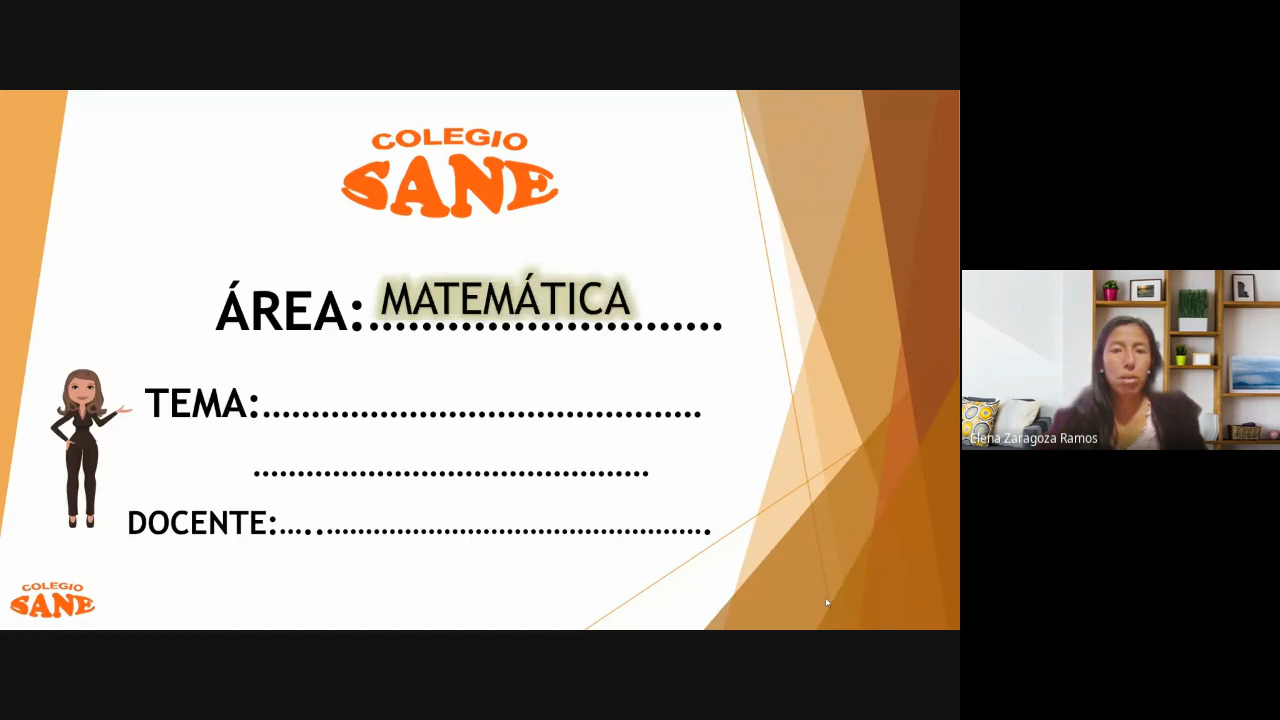 COLEGIO
SANE
ÁREA:...........................
MATEMÁTICA
TEMA:.............................................
.............................................
DOCENTE:…..................................................
COLEGIO
SANE
Elena Zaragoza Ramos